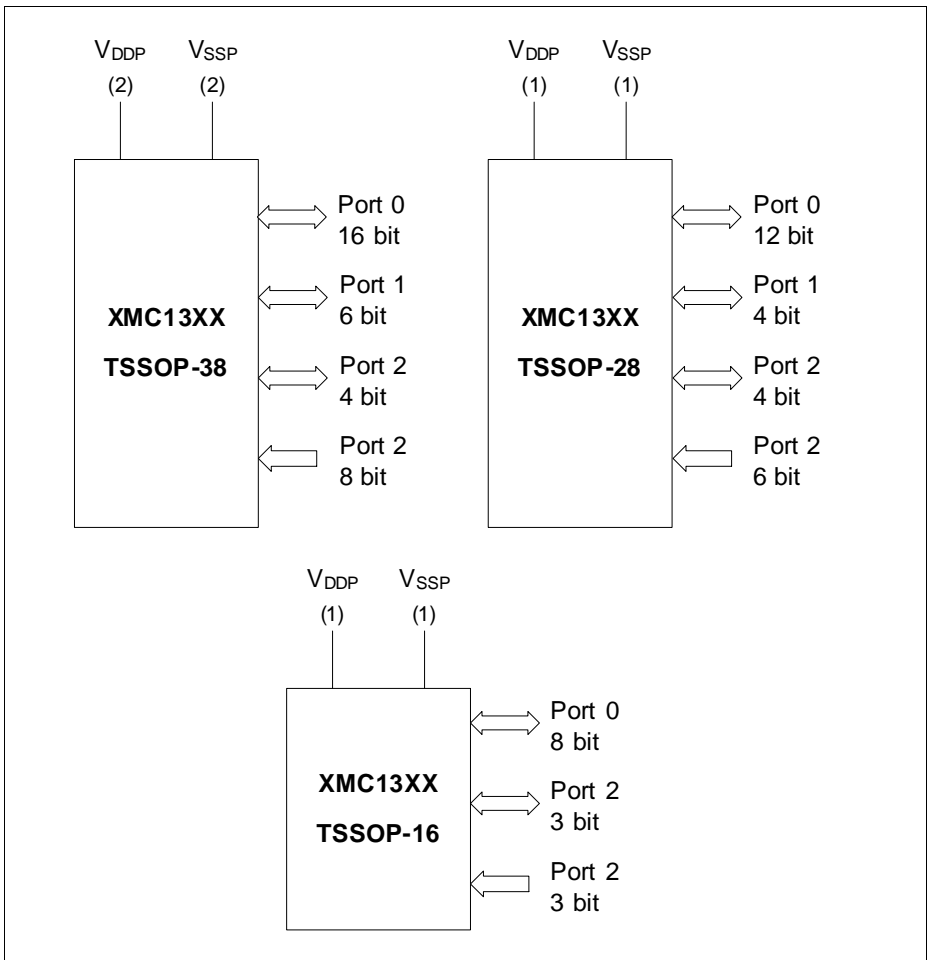 VDDP VSSP
(2) (2)
XMC13XX
TSSOP-38
Port 0
16 bit
Port 1
6 bit
Port 2
4 bit
Port 2
8 bit
VDDP VSSP
(1) (1)
XMC13XX
TSSOP-28
Port 0
12 bit
Port 1
4 bit
Port 2
4 bit
Port 2
6 bit
VDDP VSSP
(1) (1)
XMC13XX
TSSOP-16
Port 0
8 bit
Port 2
3 bit
Port 2
3 bit